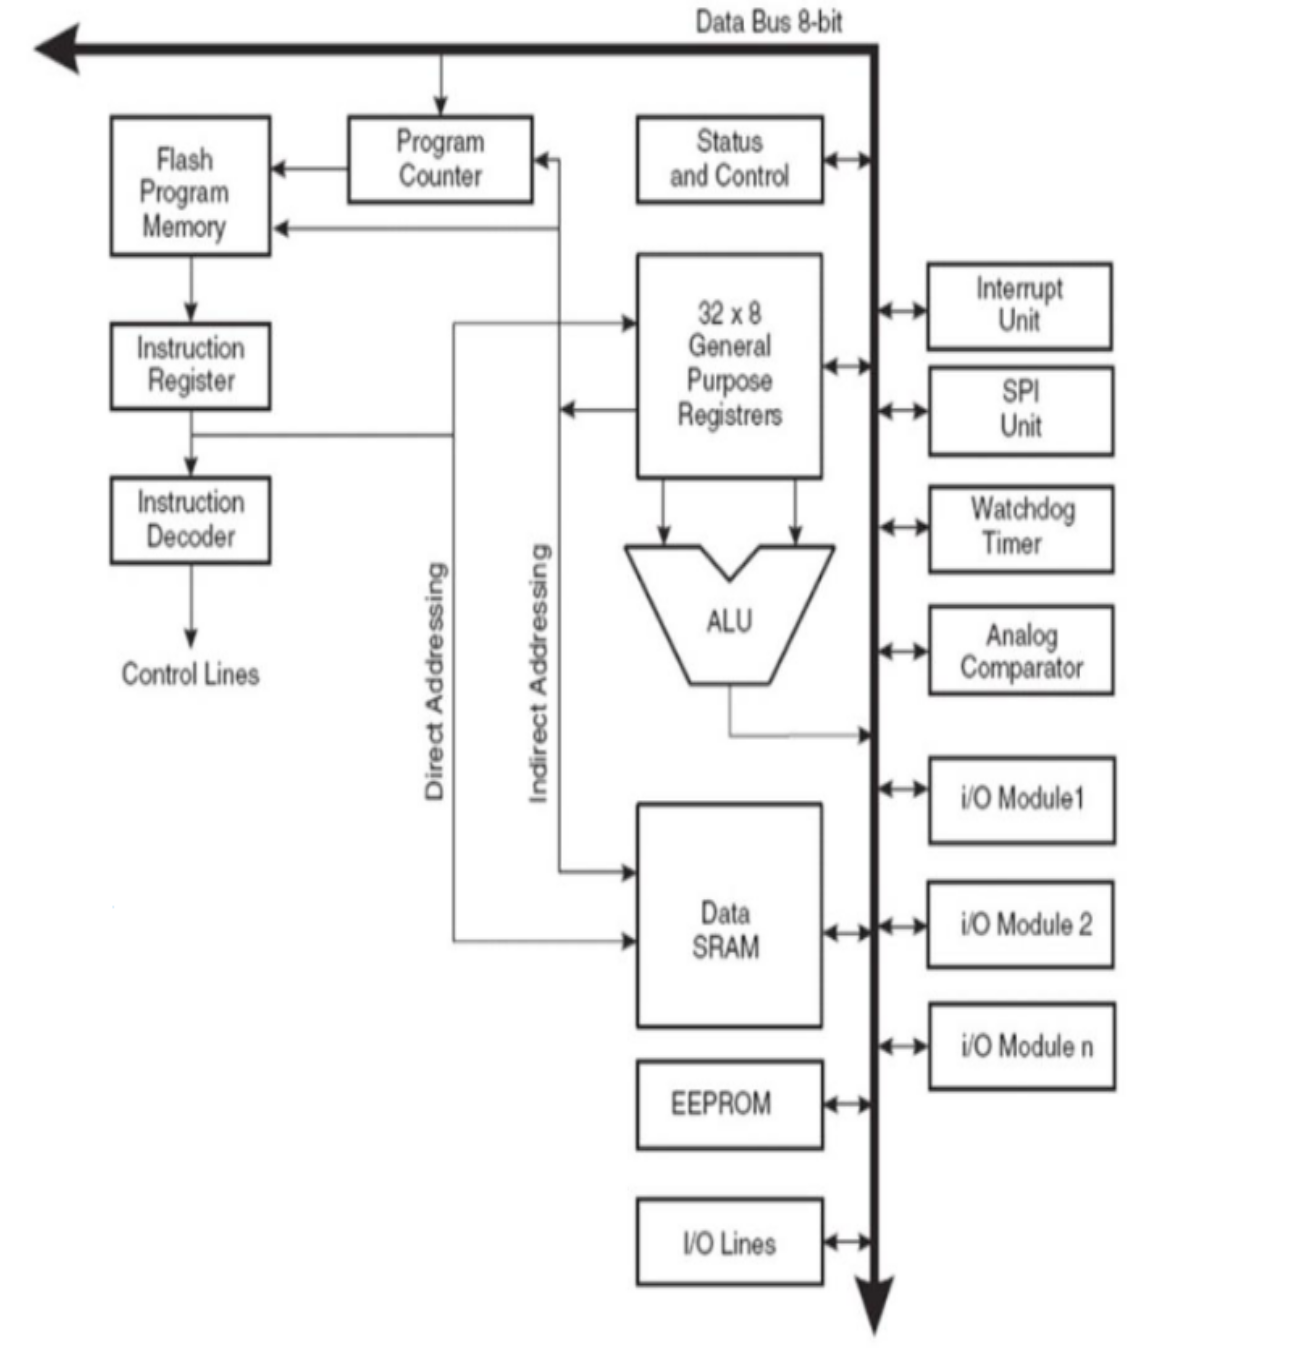 Data Bus 8-bit
Flash
Program
Memory
Program
Counter
Status
and Control
32 x 8
General
Purpose
Registrers
Interrupt
Unit
SPI
Unit
Instruction
Register
Instruction
Decoder
Control Lines
Direct Addressing
Indirect Addressing
ALU
Watchdog
Timer
Analog
Comparator
i/O Module1
i/O Module 2
i/O Module n
Data
SRAM
EEPROM
I/O Lines